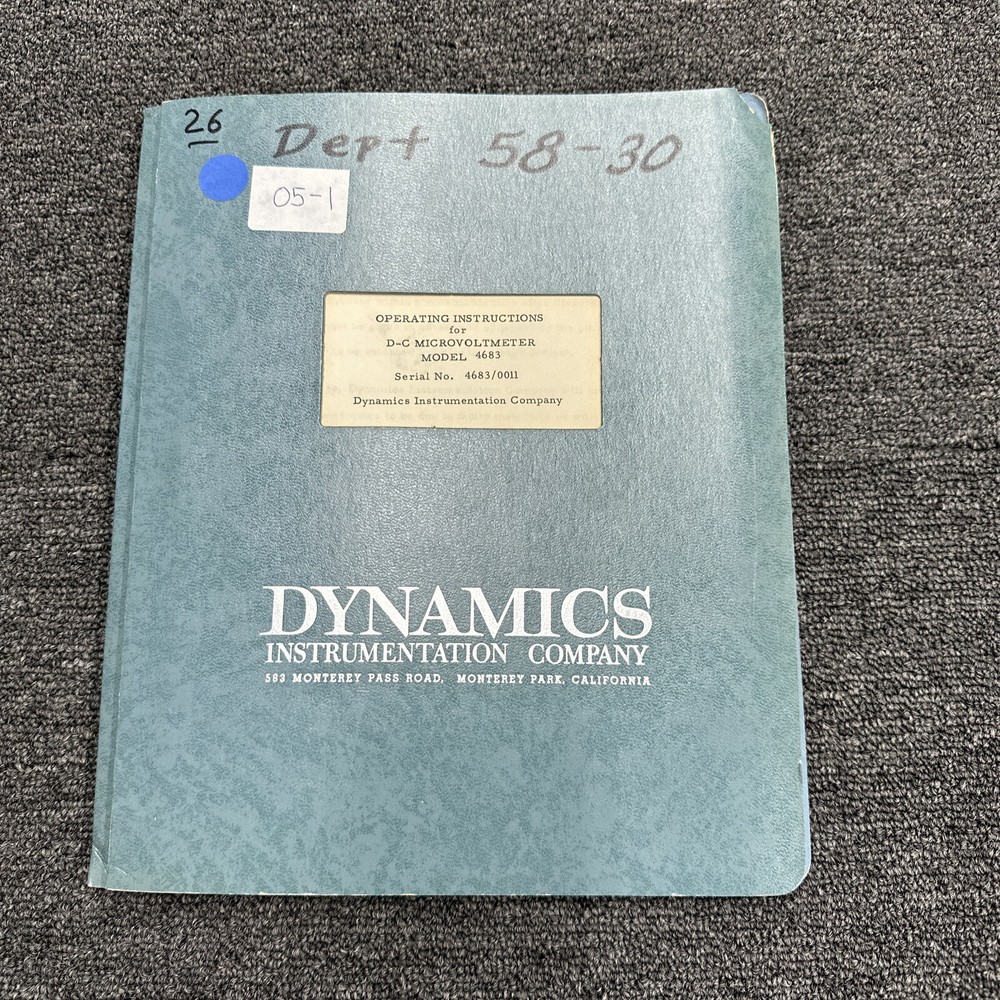 26
Dept 58-30
05-1
OPERATING INSTRUCTIONS
for
D-C MICROVOLTMETER
MODEL 4683
Serial No. 4683/0011
Dynamics Instrumentation Company
DYNAMICS
INSTRUMENTATION COMPANY
583 MONTEREY PASS ROAD, MONTEREY PARK, CALIFORNIA